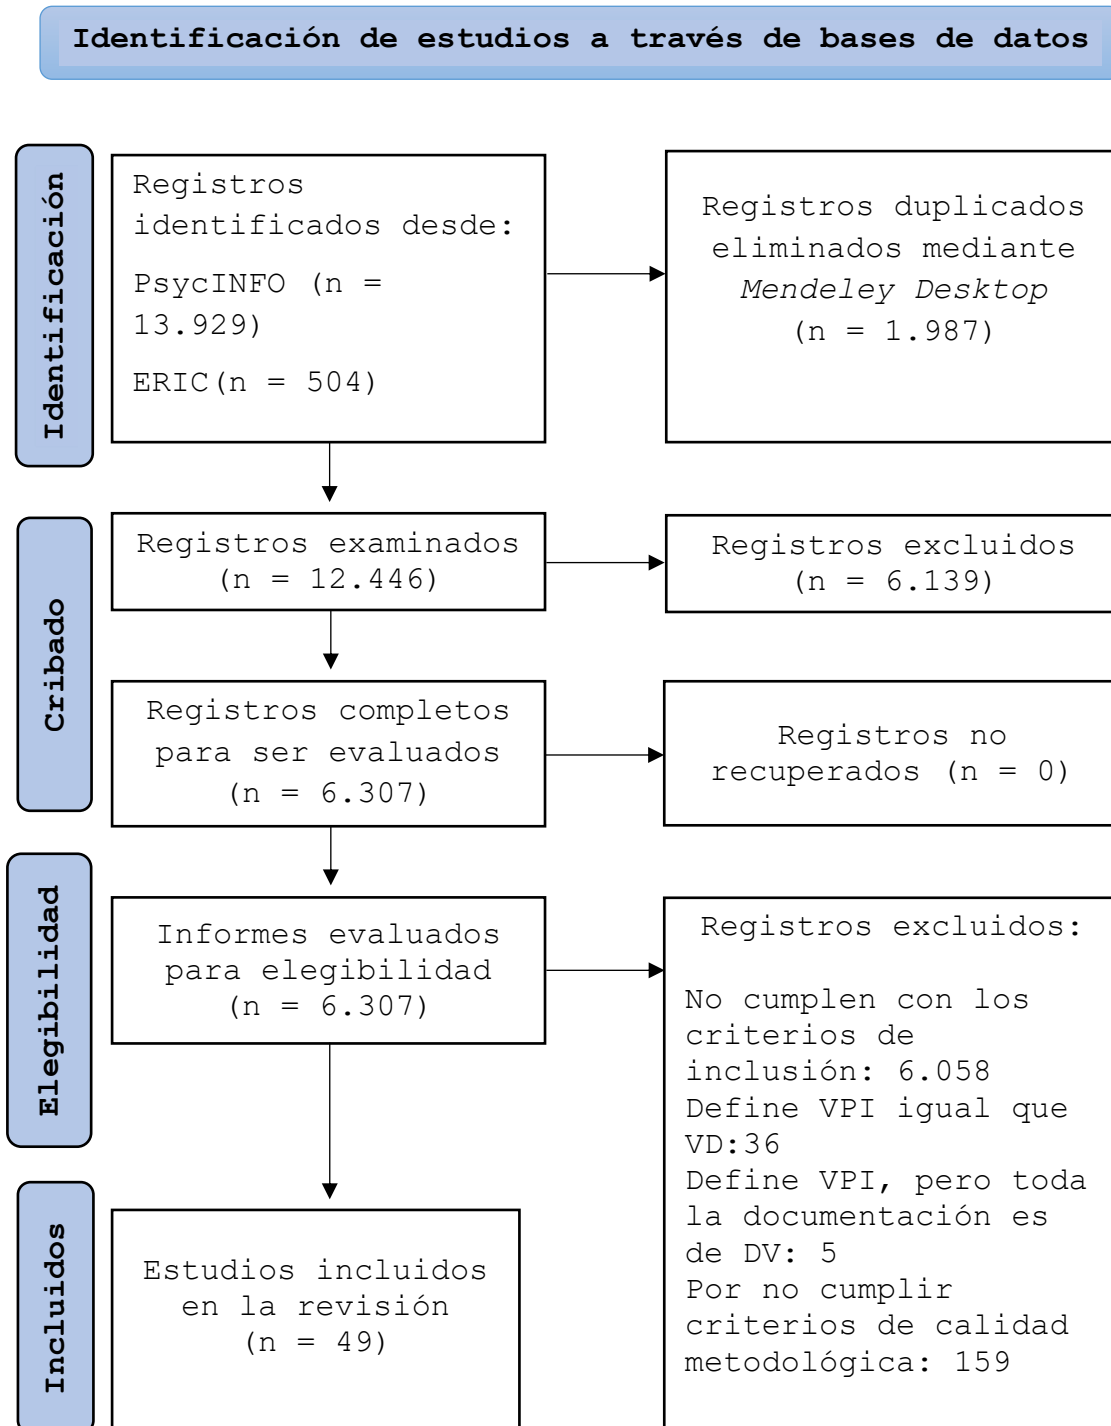 Identificación de estudios a través de bases de datos
Identificación
Registros
identificados desde:
PsycINFO (n =
13.929)
ERIC(n = 504)
Registros duplicados
eliminados mediante
Mendeley Desktop
(n = 1.987)
Cribado
Registros examinados
(n = 12.446)
Registros excluidos
(n = 6.139)
Registros completos
para ser evaluados
(n = 6.307)
Registros no
recuperados (n = 0)
Elegibilidad
Informes evaluados
para elegibilidad
(n = 6.307)
Registros excluidos:
No cumplen con los
criterios de
inclusión: 6.058
Define VPI igual que
VD:36
Define VPI, pero toda
la documentación es
de DV: 5
Por no cumplir
criterios de calidad
metodológica: 159
Incluidos
Estudios incluidos
en la revisión
(n = 49)